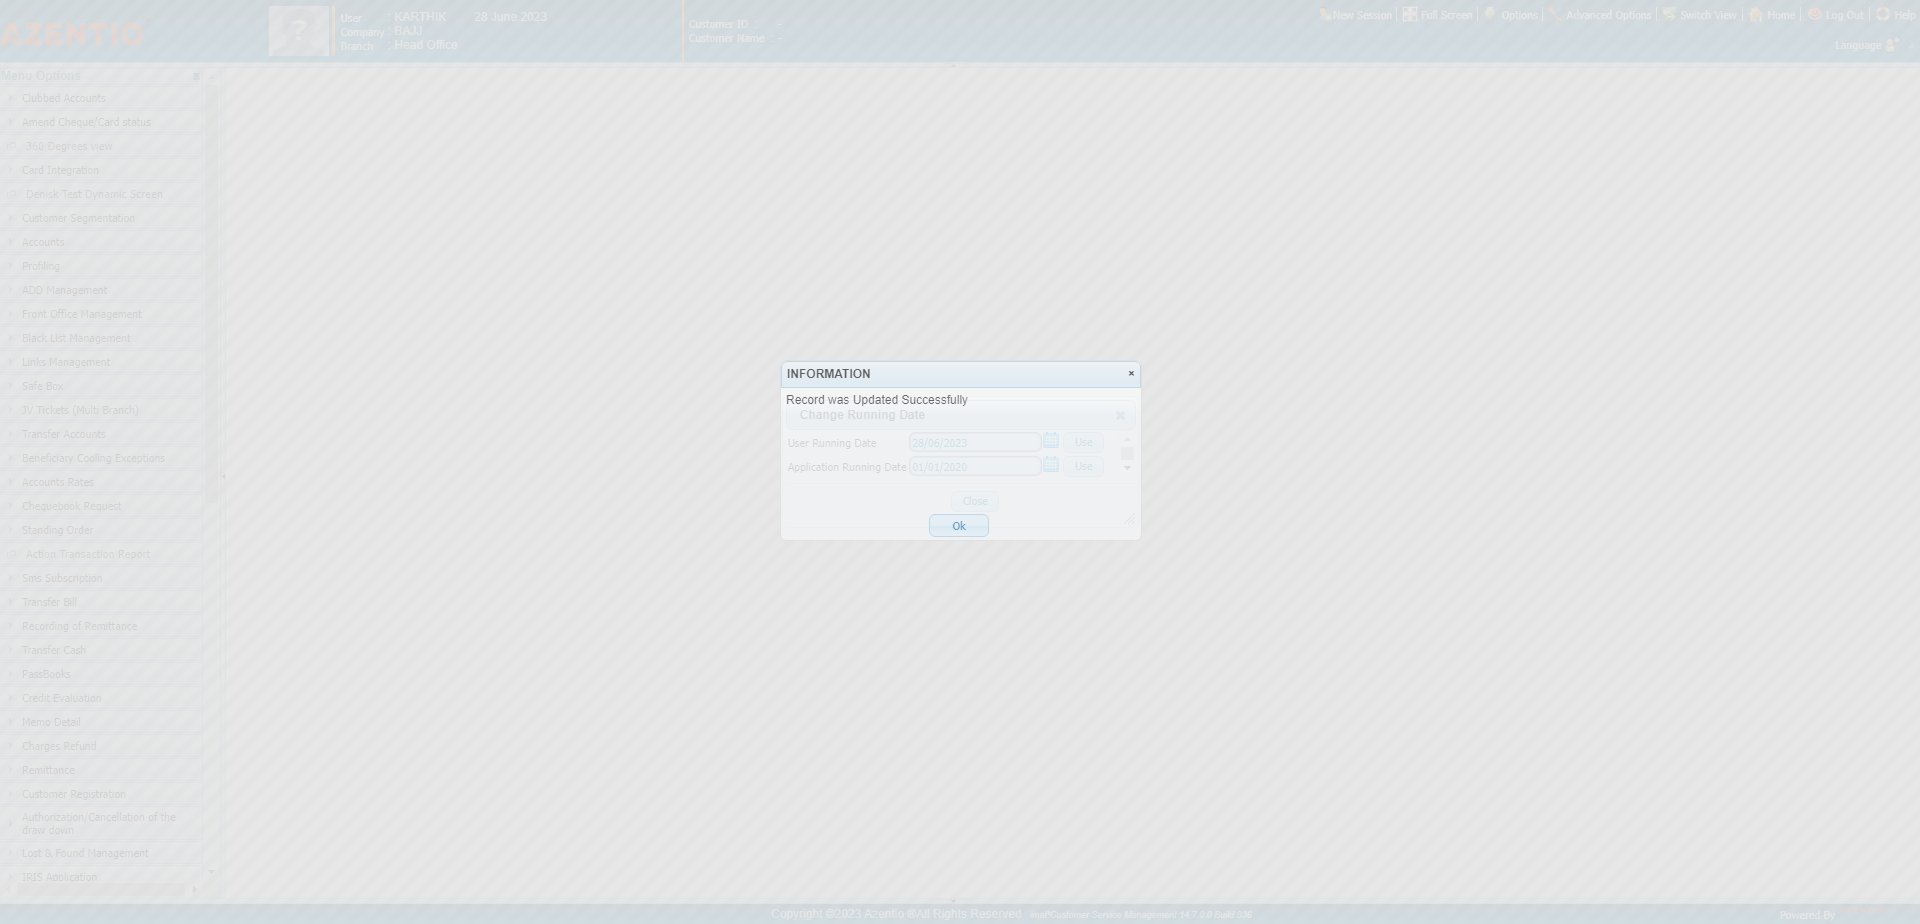 AZENTIO
User : KARTHIK 28 June 2023
Company : BAJJ
Branch : Head Office
Customer ID : -
Customer Name: -
New Session
Full Screen
Options
Advanced Options
Switch View
Home
Log Out
Help
Language
Menu Options
Clubbed Accounts
Amend Cheque/Card status
360 Degrees view
Card Integration
Denisk Test Dynamic Screen
Customer Segmentation
Accounts
Profiling
ADD Management
Front Office Management
Black List Management
Links Management
Safe Box
JV Tickets (Multi Branch)
Transfer Accounts
Beneficiary Cooling Exceptions
Accounts Rates
Chequebook Request
Standing Order
Action Transaction Report
Sms Subscription
Transfer Bill
Recording of Remittance
Transfer Cash
PassBooks
Credit Evaluation
Memo Detail
Charges Refund
Remittance
Customer Registration
Authorization/Cancellation of the
draw down
Lost & Found Management
IRIS Application
INFORMATION
Record was Updated Successfully
Change Running Date
User Running Date 28/06/2023 Use
Application Running Date 01/01/2020 Use
Close
Ok
Copyright ©2023 Azentio ®All Rights Reserved
Powered By